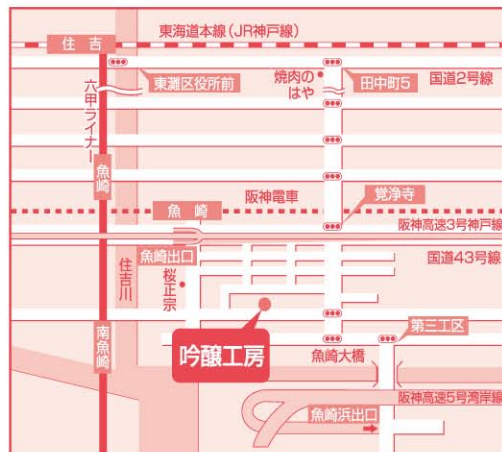 東海道本線(JR神戸線)
住吉
東灘区役所前
焼肉の
はや
田中町5
国道2号線
六甲ライナー
魚崎
阪神電車
覚浄寺
魚崎
阪神高速3号神戸線
魚崎出口
国道43号線
住吉川
桜正宗
南魚崎
吟醸工房
第三工区
魚崎大橋
阪神高速5号湾岸線
魚崎浜出口